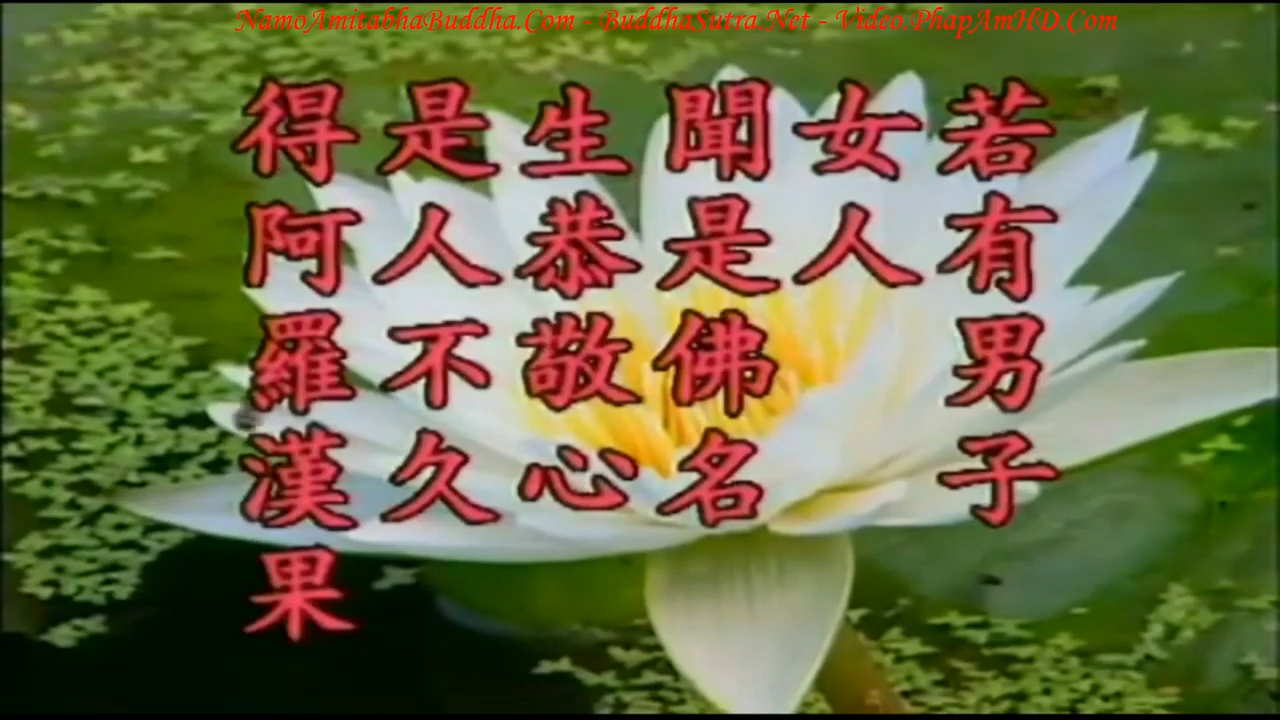 NamoAmitabhaBuddha.Com - BuddhaSutra.Net - Video.PhapAmHD.Com
若有男子
女人
聞是佛名
生恭敬心
是人不久
得阿羅漢果